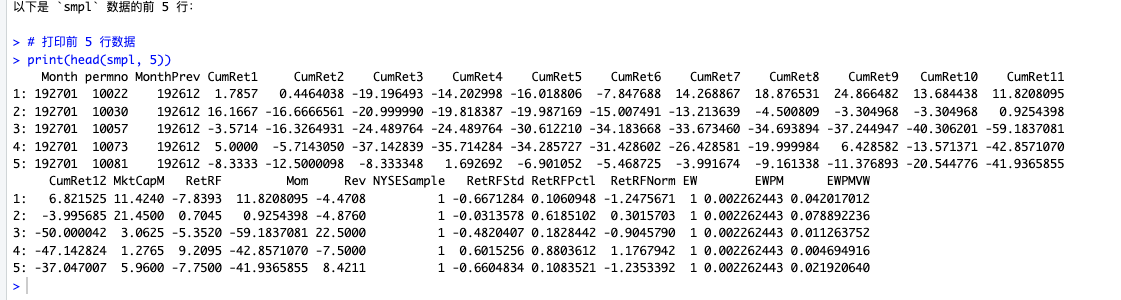 以下是 `smpl` 数据的前 5 行：
> # 打印前 5 行数据
> print(head(smpl, 5))
    Month permno MonthPrev CumRet1     CumRet2    CumRet3    CumRet4    CumRet5    CumRet6    CumRet7    CumRet8    CumRet9   CumRet10    CumRet11
1: 192701  10022    192612  1.7857   0.4464038 -19.196493 -14.202998 -16.018806  -7.847688  14.268867  18.876531  24.866482  13.684438  11.8208095
2: 192701  10030    192612 16.1667 -16.6666561 -20.999990 -19.818387 -19.987169 -15.007491 -13.213639  -4.500809  -3.304968  -3.304968   0.9254398
3: 192701  10057    192612 -3.5714 -16.3264931 -24.489764 -24.489764 -30.612210 -34.183668 -33.673460 -34.693894 -37.244947 -40.306201 -59.1837081
4: 192701  10073    192612  5.0000  -5.7143050 -37.142839 -35.714284 -34.285727 -31.428602 -26.428581 -19.999984   6.428582 -13.571371 -42.8571070
5: 192701  10081    192612 -8.3333 -12.5000098  -8.333348   1.692692  -6.901052  -5.468725  -3.991674  -9.161338 -11.376893 -20.544776 -41.9365855
     CumRet12 MktCapM   RetRF         Mom     Rev NYSESample   RetRFStd RetRFPctl  RetRFNorm EW        EWPM      EWPMVW
1:   6.821525 11.4240 -7.8393  11.8208095 -4.4708          1 -0.6671284 0.1060948 -1.2475671  1 0.002262443 0.042017012
2:  -3.995685 21.4500  0.7045   0.9254398 -4.8760          1 -0.0313578 0.6185102  0.3015703  1 0.002262443 0.078892236
3: -50.000042  3.0625 -5.3520 -59.1837081 22.5000          1 -0.4820407 0.1828442 -0.9045790  1 0.002262443 0.011263752
4: -47.142824  1.2765  9.2095 -42.8571070 -7.5000          1  0.6015256 0.8803612  1.1767942  1 0.002262443 0.004694916
5: -37.047007  5.9600 -7.7500 -41.9365855  8.4211          1 -0.6604834 0.1083521 -1.2353392  1 0.002262443 0.021920640
>